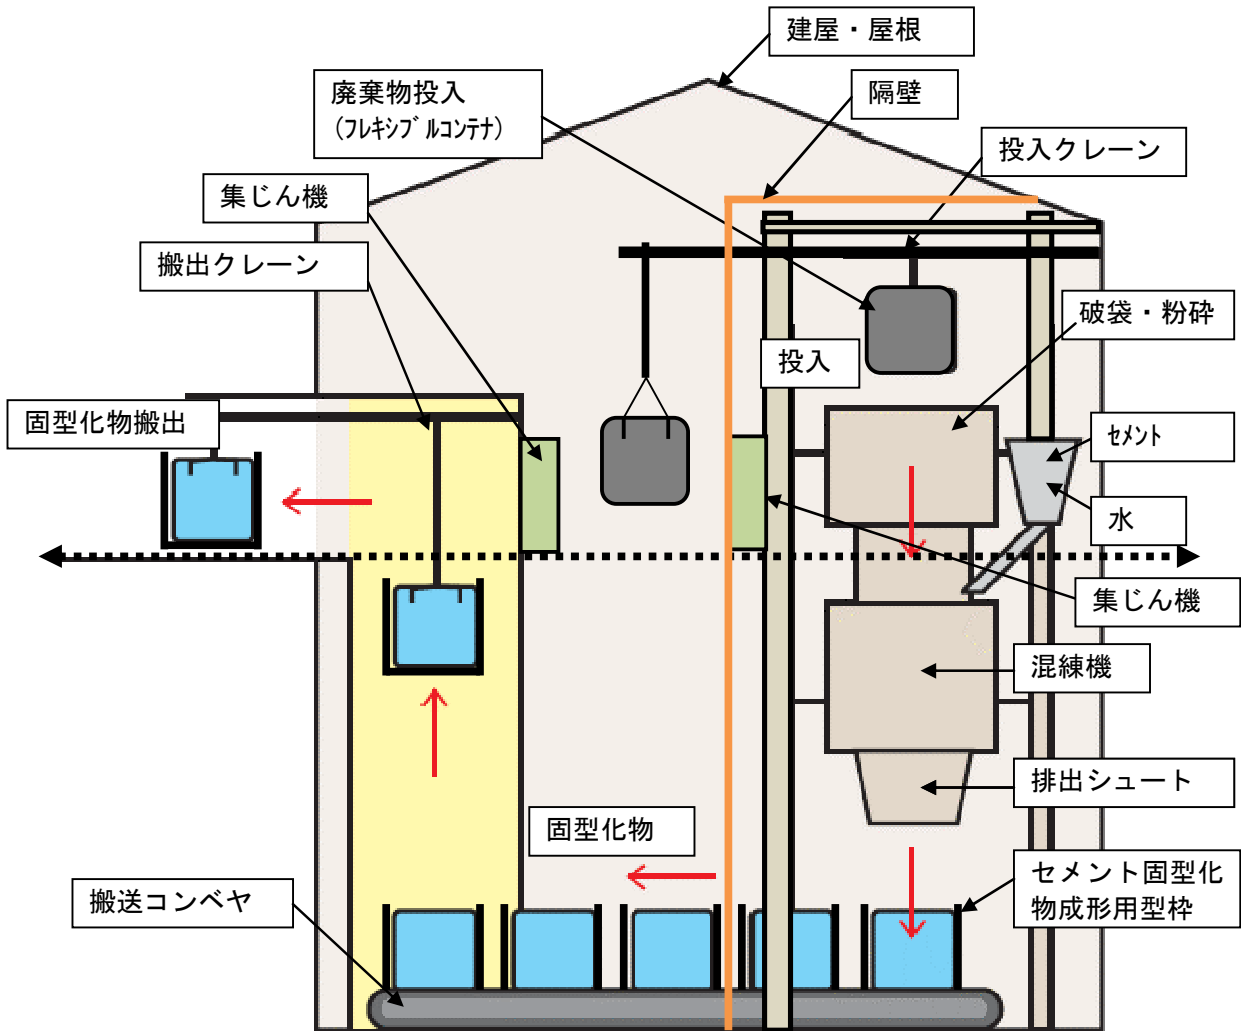 建屋・屋根
廃棄物投入
（ﾌﾚｷｼﾌﾞﾙｺﾝﾃﾅ）
隔壁
投入クレーン
集じん機
搬出クレーン
破袋・粉砕
投入
固型化物搬出
ｾﾒﾝﾄ
水
集じん機
混練機
排出シュート
固型化物
搬送コンベヤ
セメント固型化
物成形用型枠